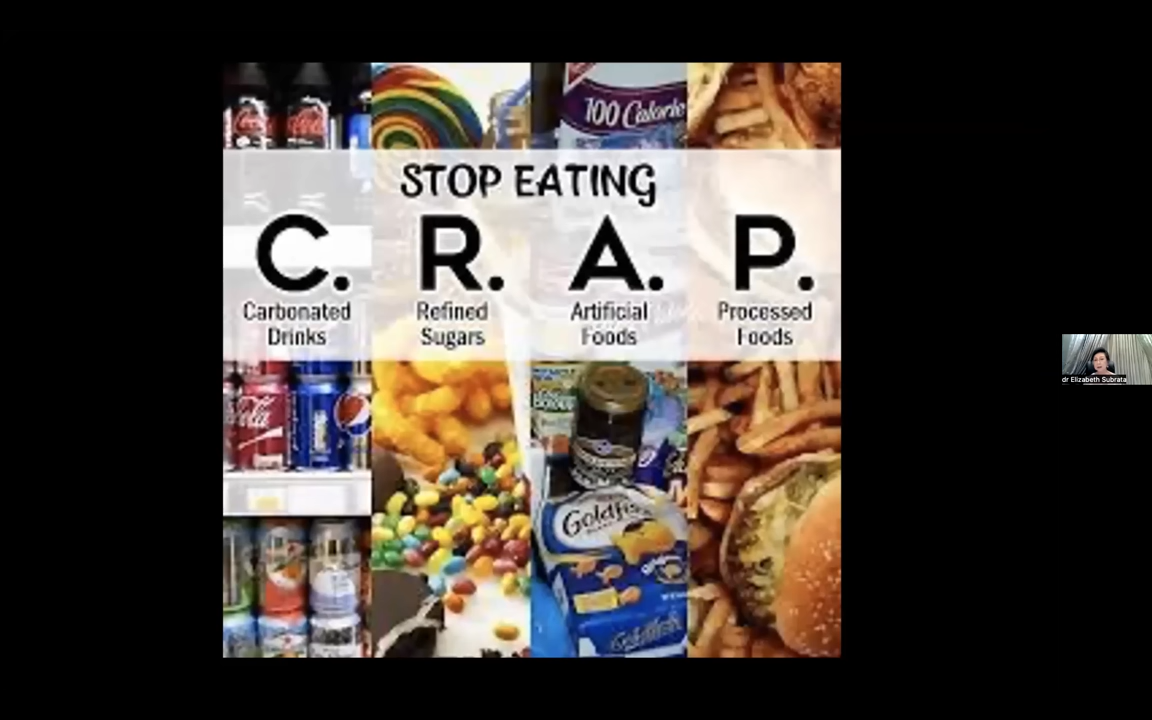 100 Calorie
STOP EATING
C. R. A. P.
Carbonated Drinks
Refined Sugars
Artificial Foods
Processed Foods
Goldfish
dr Elizabeth Subrata